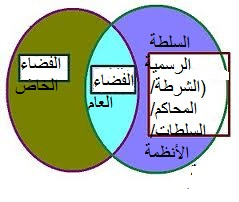 السلطة
الرسمية
(الشرطة/
المحاكم/
السلطات/
الأنظمة
الفضاء
العام
الفضاء
الخاص